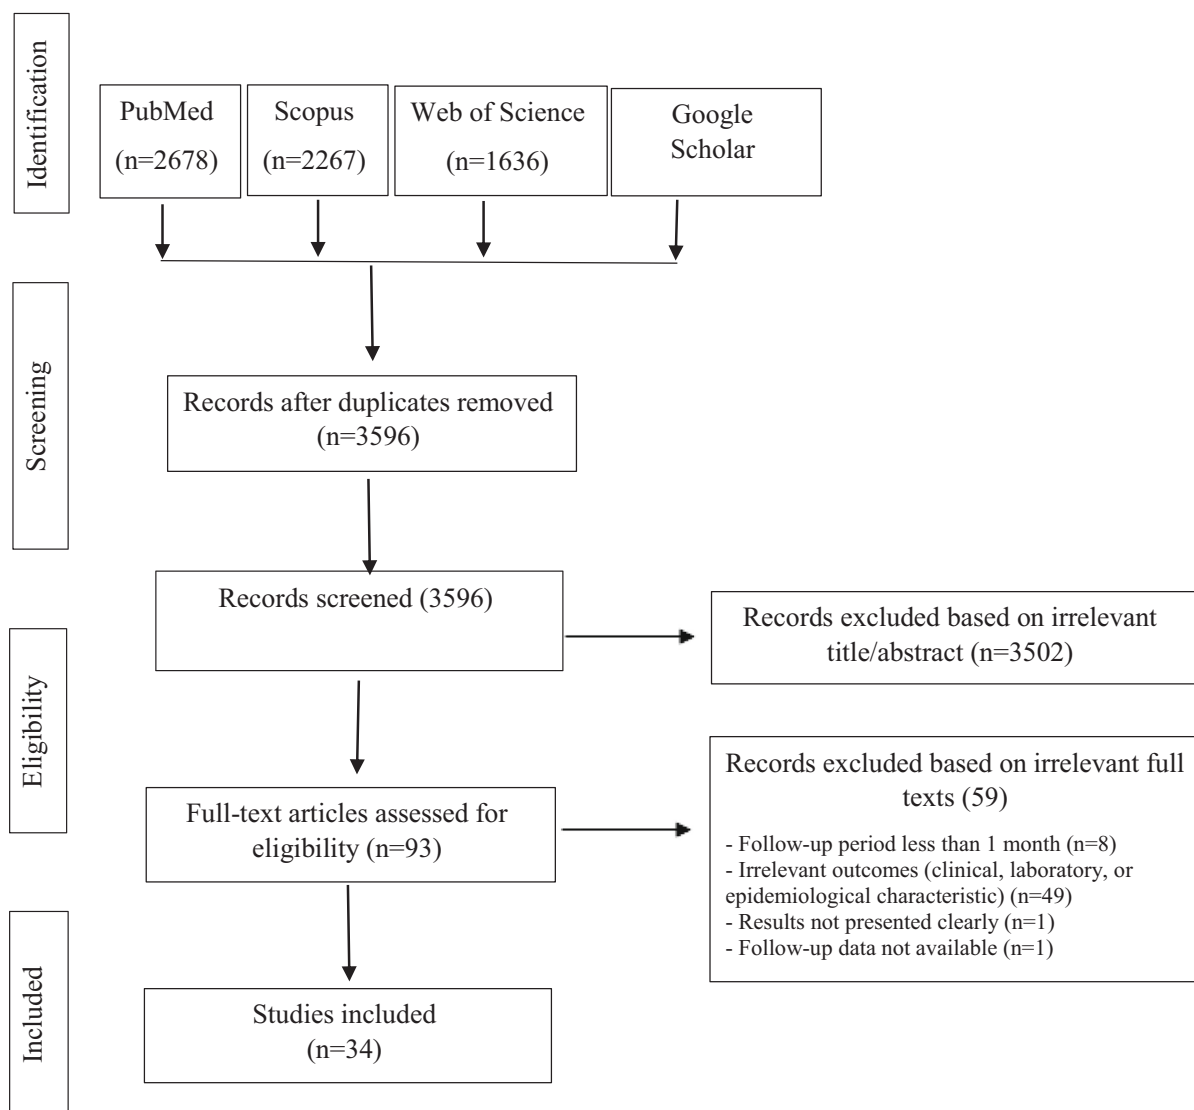 Identification
PubMed
(n=2678)
Scopus
(n=2267)
Web of Science
(n=1636)
Google
Scholar
Screening
Records after duplicates removed
(n=3596)
Records screened (3596)
Records excluded based on irrelevant
title/abstract (n=3502)
Eligibility
Full-text articles assessed for
eligibility (n=93)
Records excluded based on irrelevant full
texts (59)
- Follow-up period less than 1 month (n=8)
- Irrelevant outcomes (clinical, laboratory, or
epidemiological characteristic) (n=49)
- Results not presented clearly (n=1)
- Follow-up data not available (n=1)
Included
Studies included
(n=34)